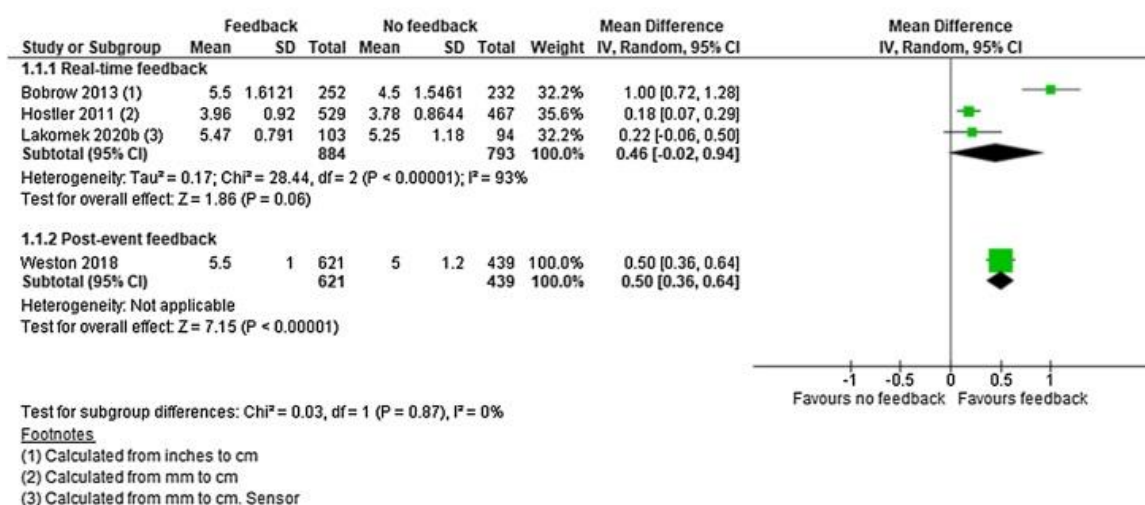 Feedback No feedback Mean Difference Mean Difference
Study or Subgroup Mean SD Total Mean SD Total Weight IV, Random, 95% CI IV, Random, 95% CI
1.1.1 Real-time feedback
Bobrow 2013 (1) 5.5 1.6121 252 4.5 1.5461 232 32.2% 1.00 [0.72, 1.28]
Hostler 2011 (2) 3.96 0.92 529 3.78 0.8644 467 35.6% 0.18 [0.07, 0.29]
Lakomek 2020b (3) 5.47 0.791 103 5.25 1.18 94 32.2% 0.22 [-0.06, 0.50]
Subtotal (95% CI) 884 793 100.0% 0.46 [-0.02, 0.94]
Heterogeneity: Tau² = 0.17; Chi² = 28.44, df = 2 (P < 0.00001); I² = 93%
Test for overall effect: Z = 1.86 (P = 0.06)
1.1.2 Post-event feedback
Weston 2018 5.5 1 621 5 1.2 439 100.0% 0.50 [0.36, 0.64]
Subtotal (95% CI) 621 439 100.0% 0.50 [0.36, 0.64]
Heterogeneity: Not applicable
Test for overall effect: Z = 7.15 (P < 0.00001)
-1 -0.5 0 0.5 1
Favours no feedback Favours feedback
Test for subgroup differences: Chi² = 0.03, df = 1 (P = 0.87), I² = 0%
Footnotes
(1) Calculated from inches to cm
(2) Calculated from mm to cm
(3) Calculated from mm to cm. Sensor